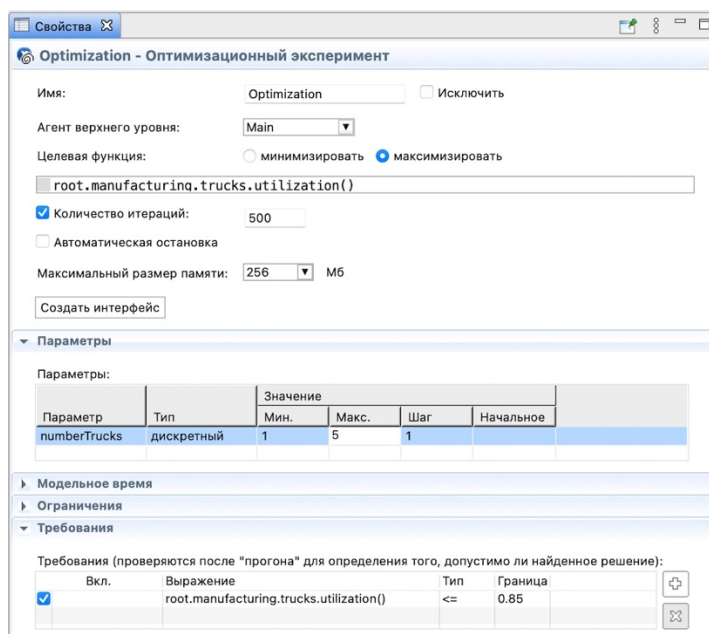 Свойства
Optimization - Оптимизационный эксперимент
Имя: Optimization Исключить
Агент верхнего уровня: Main
Целевая функция: минимизировать максимизировать
root.manufacturing.trucks.utilization()
Количество итераций: 500
Автоматическая остановка
Максимальный размер памяти: 256 Мб
Создать интерфейс
Параметры
Параметры:
Значение
Параметр Тип Мин. Макс. Шаг Начальное
numberTrucks дискретный 1 5 1
Модельное время
Ограничения
Требования
Требования (проверяются после "прогона" для определения того, допустимо ли найденное решение):
Вкл. Выражение Тип Граница
root.manufacturing.trucks.utilization() <= 0.85